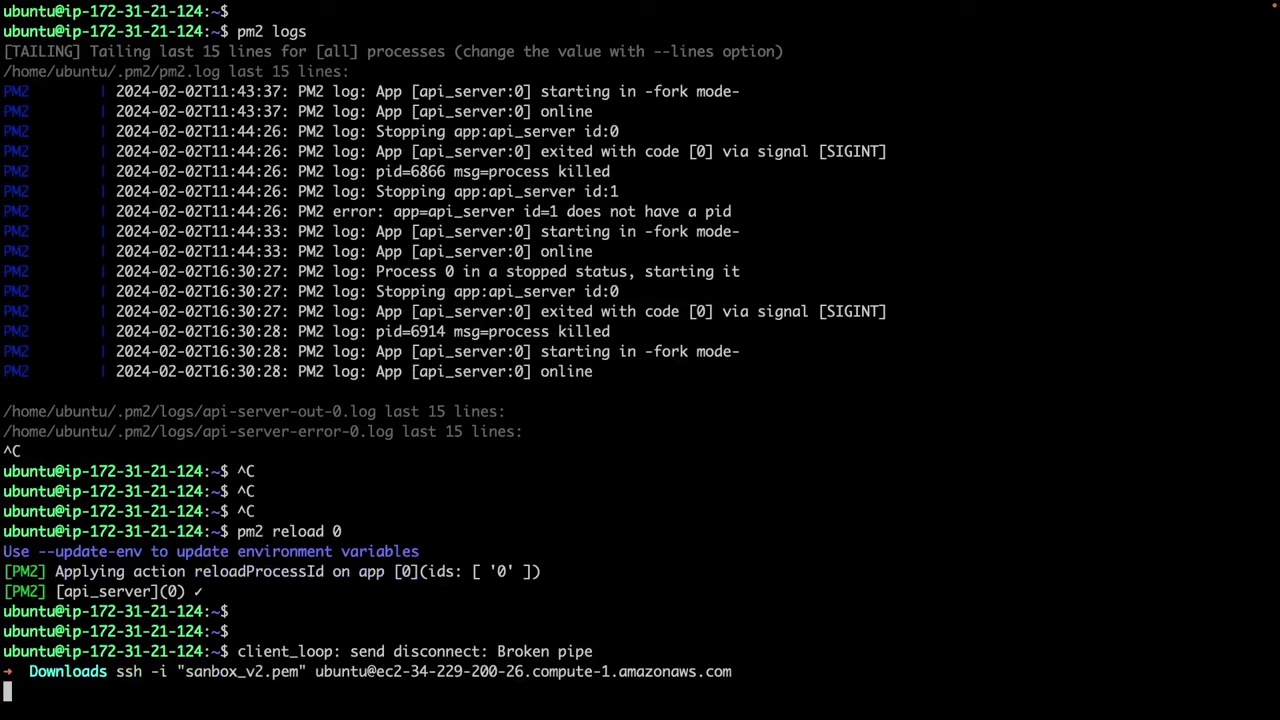 ubuntu@ip-172-31-21-124:~$
ubuntu@ip-172-31-21-124:~$ pm2 logs
[TAILING] Tailing last 15 lines for [all] processes (change the value with --lines option)
/home/ubuntu/.pm2/pm2.log last 15 lines:
PM2        | 2024-02-02T11:43:37: PM2 log: App [api_server:0] starting in -fork mode-
PM2        | 2024-02-02T11:43:37: PM2 log: App [api_server:0] online
PM2        | 2024-02-02T11:44:26: PM2 log: Stopping app:api_server id:0
PM2        | 2024-02-02T11:44:26: PM2 log: App [api_server:0] exited with code [0] via signal [SIGINT]
PM2        | 2024-02-02T11:44:26: PM2 log: pid=6866 msg=process killed
PM2        | 2024-02-02T11:44:26: PM2 log: Stopping app:api_server id:1
PM2        | 2024-02-02T11:44:26: PM2 error: app=api_server id=1 does not have a pid
PM2        | 2024-02-02T11:44:33: PM2 log: App [api_server:0] starting in -fork mode-
PM2        | 2024-02-02T11:44:33: PM2 log: App [api_server:0] online
PM2        | 2024-02-02T16:30:27: PM2 log: Process 0 in a stopped status, starting it
PM2        | 2024-02-02T16:30:27: PM2 log: Stopping app:api_server id:0
PM2        | 2024-02-02T16:30:27: PM2 log: App [api_server:0] exited with code [0] via signal [SIGINT]
PM2        | 2024-02-02T16:30:28: PM2 log: pid=6914 msg=process killed
PM2        | 2024-02-02T16:30:28: PM2 log: App [api_server:0] starting in -fork mode-
PM2        | 2024-02-02T16:30:28: PM2 log: App [api_server:0] online
/home/ubuntu/.pm2/logs/api-server-out-0.log last 15 lines:
/home/ubuntu/.pm2/logs/api-server-error-0.log last 15 lines:
^C
ubuntu@ip-172-31-21-124:~$ ^C
ubuntu@ip-172-31-21-124:~$ ^C
ubuntu@ip-172-31-21-124:~$ ^C
ubuntu@ip-172-31-21-124:~$ pm2 reload 0
Use --update-env to update environment variables
[PM2] Applying action reloadProcessId on app [0](ids: [ '0' ])
[PM2] [api_server](0) ✓
ubuntu@ip-172-31-21-124:~$
ubuntu@ip-172-31-21-124:~$
ubuntu@ip-172-31-21-124:~$ client_loop: send disconnect: Broken pipe
➜  Downloads ssh -i "sanbox_v2.pem" ubuntu@ec2-34-229-200-26.compute-1.amazonaws.com